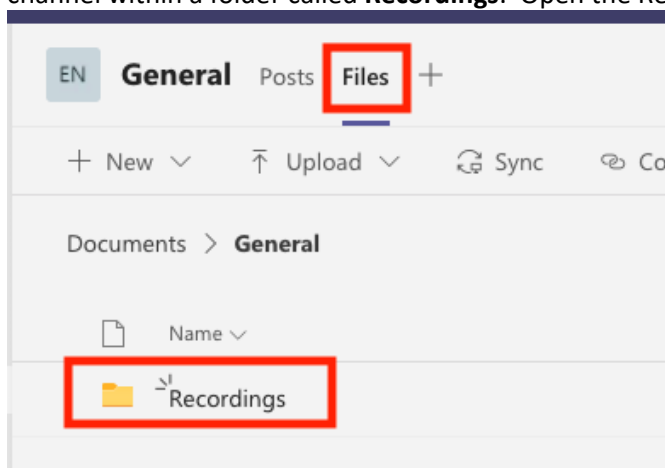 channel within a folder called Recordings. Open the Re
EN General Posts Files +
+ New Upload Sync Co
Documents > General
Name
Recordings